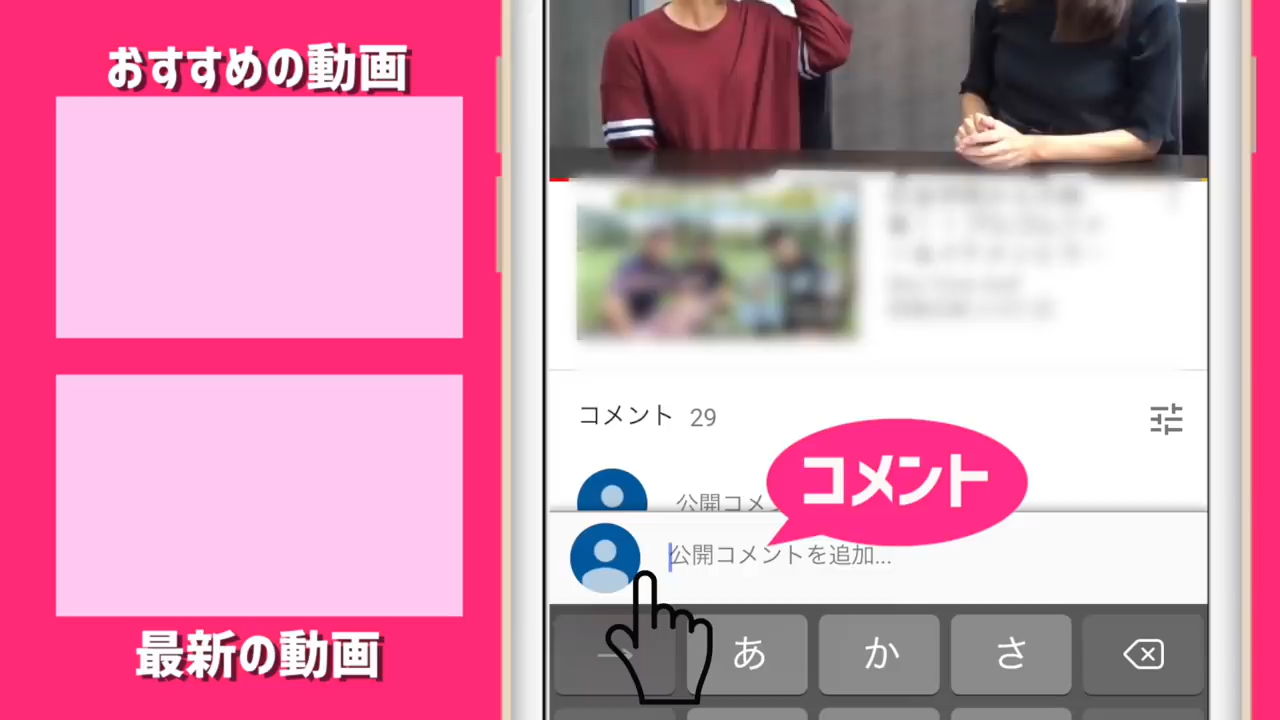 おすすめの動画
最新の動画
コメント 29
コメント
公開コメ
公開コメントを追加...
→
あ
か
さ